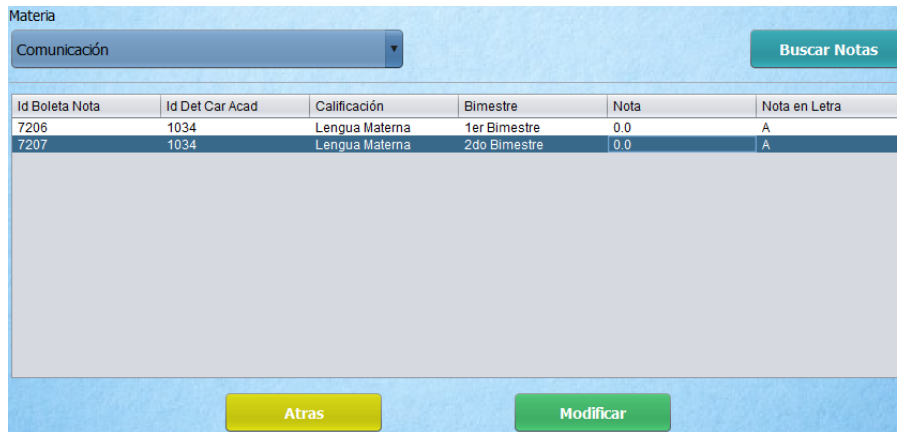 Materia
Comunicación
Buscar Notas
Id Boleta Nota Id Det Car Acad Calificación Bimestre Nota Nota en Letra
7206 1034 Lengua Materna 1er Bimestre 0.0 A
7207 1034 Lengua Materna 2do Bimestre 0.0 A
Atras Modificar